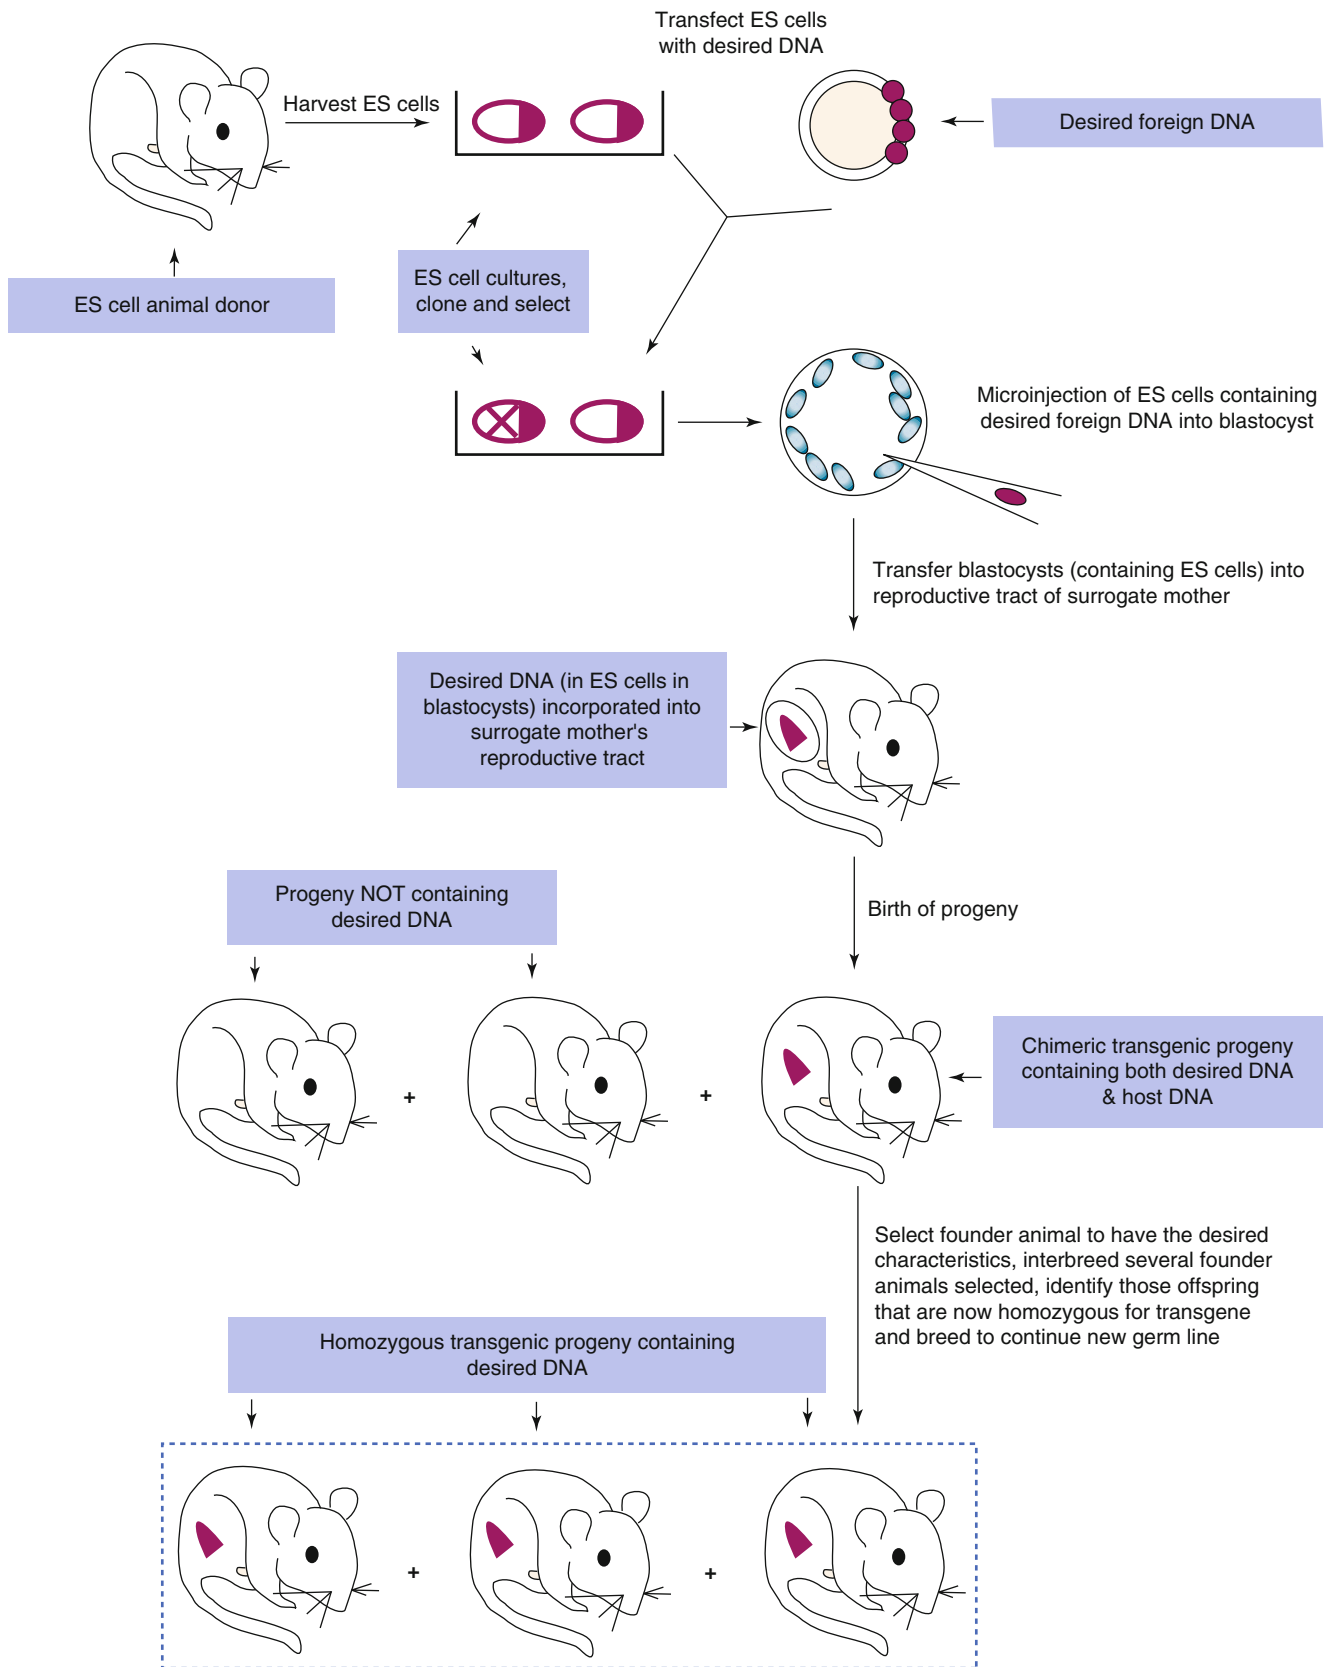 Transfect ES cells
with desired DNA
Harvest ES cells
Desired foreign DNA
ES cell animal donor
ES cell cultures,
clone and select
Microinjection of ES cells containing
desired foreign DNA into blastocyst
Transfer blastocysts (containing ES cells) into
reproductive tract of surrogate mother
Desired DNA (in ES cells in
blastocysts) incorporated into
surrogate mother's
reproductive tract
Progeny NOT containing
desired DNA
Birth of progeny
Chimeric transgenic progeny
containing both desired DNA
& host DNA
+
+
Select founder animal to have the desired
characteristics, interbreed several founder
animals selected, identify those offspring
that are now homozygous for transgene
and breed to continue new germ line
Homozygous transgenic progeny containing
desired DNA
+
+